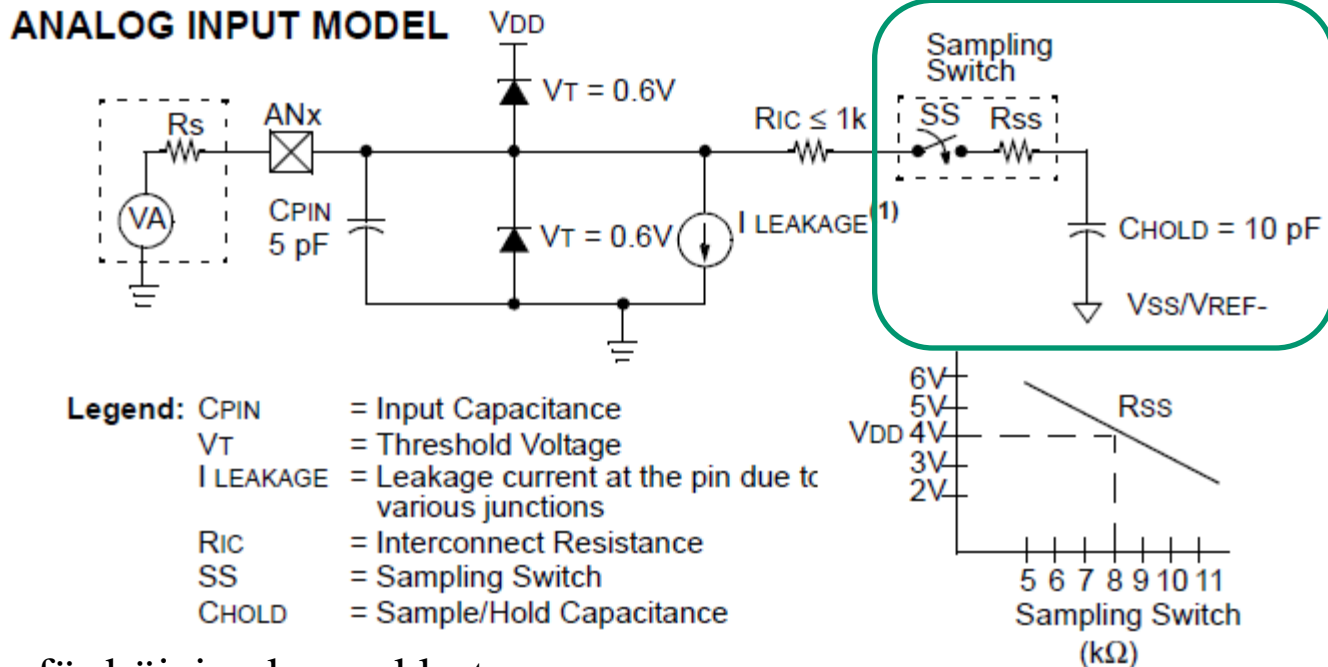 ANALOG INPUT MODEL
VDD
VT = 0.6V
Rs
ANx
VA
CPIN
5 pF
VT = 0.6V
I LEAKAGE(1)
RIC ≤ 1k
Sampling
Switch
SS
Rss
CHOLD = 10 pF
Vss/VREF-
Legend: CPIN = Input Capacitance
VT = Threshold Voltage
I LEAKAGE = Leakage current at the pin due to
various junctions
RIC = Interconnect Resistance
SS = Sampling Switch
CHOLD = Sample/Hold Capacitance
6V
5V
VDD 4V
3V
2V
Rss
5 6 7 8 9 10 11
Sampling Switch
(kΩ)